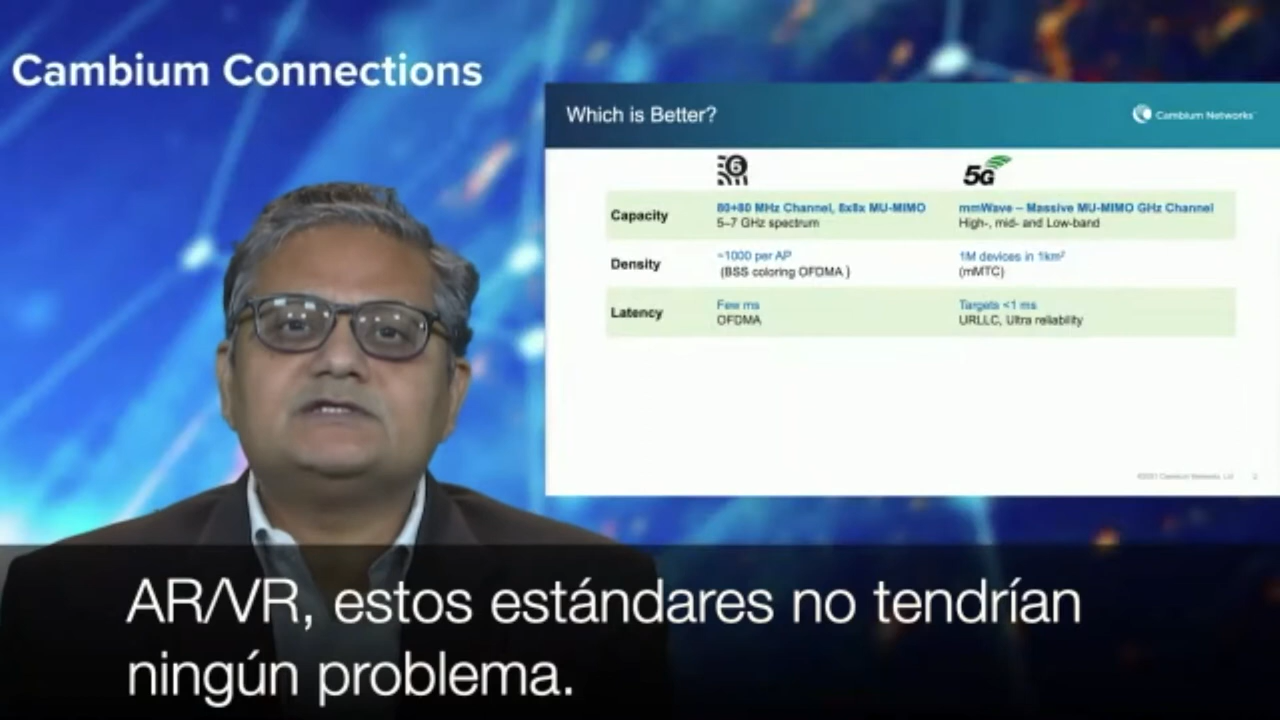 Cambium Connections
Which is Better?
Cambium Networks™
6
5G
Capacity
80+80 MHz Channel, 8x8x MU-MIMO
5–7 GHz spectrum
mmWave – Massive MU-MIMO GHz Channel
High-, mid- and Low-band
Density
~1000 per AP
(BSS coloring OFDMA )
1M devices in 1km²
(mMTC)
Latency
Few ms
OFDMA
Targets <1 ms
URLLC, Ultra reliability
AR/VR, estos estándares no tendrían
ningún problema.